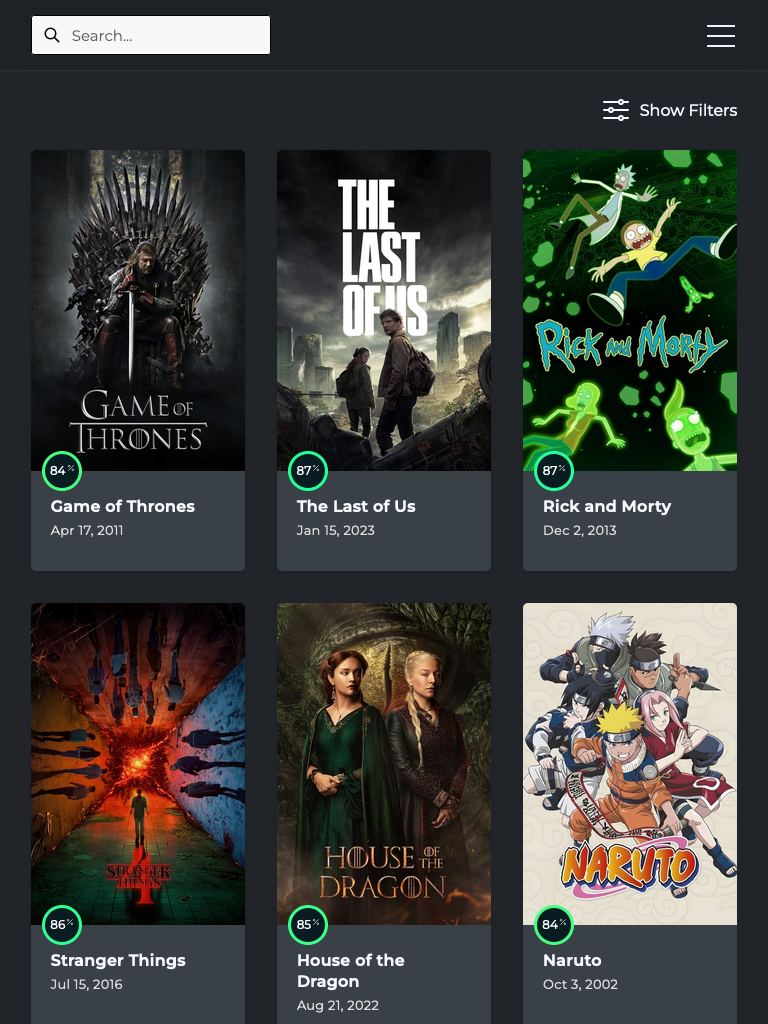 Search...
Show Filters
GAME OF
THRONES
THE
LAST
OF US
RICK AND MORTY
84%
87%
87%
Game of Thrones
The Last of Us
Rick and Morty
Apr 17, 2011
Jan 15, 2023
Dec 2, 2013
STRANGER
THINGS
4
HOUSE OF THE
DRAGON
NARUTO
86%
85%
84%
Stranger Things
House of the
Dragon
Naruto
Jul 15, 2016
Aug 21, 2022
Oct 3, 2002